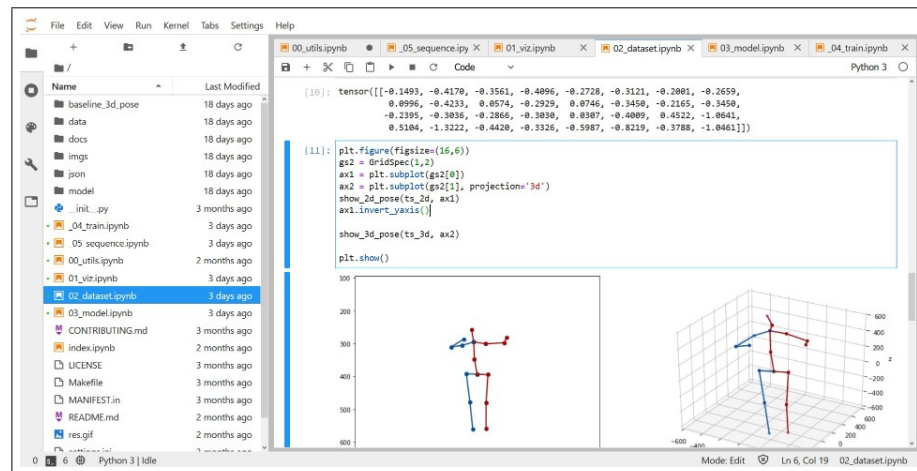 File Edit View Run Kernel Tabs Settings Help
00_utils.ipynb _05_sequence.ipy 01_viz.ipynb 02_dataset.ipynb 03_model.ipynb _04_train.ipynb
Code Python 3
/
Name Last Modified
baseline_3d_pose 18 days ago
data 18 days ago
docs 18 days ago
imgs 18 days ago
json 18 days ago
model 18 days ago
__init__.py 3 months ago
_04_train.ipynb 3 days ago
_05_sequence.ipynb 3 days ago
00_utils.ipynb 2 months ago
01_viz.ipynb 3 days ago
02_dataset.ipynb 3 days ago
03_model.ipynb 3 days ago
CONTRIBUTING.md 3 months ago
index.ipynb 2 months ago
LICENSE 3 months ago
Makefile 3 months ago
MANIFEST.in 3 months ago
README.md 2 months ago
res.gif 2 months ago
[10]: tensor([[-0.1493, -0.4170, -0.3561, -0.4096, -0.2728, -0.3121, -0.2001, -0.2659,
0.0996, -0.4233, 0.0574, -0.2929, 0.0746, -0.3450, -0.2165, -0.3450,
-0.2395, -0.3036, -0.2866, -0.3030, 0.0307, -0.4009, 0.4522, -1.0641,
0.5104, -1.3222, -0.4420, -0.3326, -0.5987, -0.8219, -0.3788, -1.0461]])
[11]: plt.figure(figsize=(16,6))
gs2 = GridSpec(1,2)
ax1 = plt.subplot(gs2[0])
ax2 = plt.subplot(gs2[1], projection='3d')
show_2d_pose(ts_2d, ax1)
ax1.invert_yaxis()
show_3d_pose(ts_3d, ax2)
plt.show()
100
200
300
400
500
600
600
400
200
0 z
-200
-400
-600
600
400
200
0
-600
-400
0 6 Python 3 | Idle Mode: Edit Ln 6, Col 19 02_dataset.ipynb